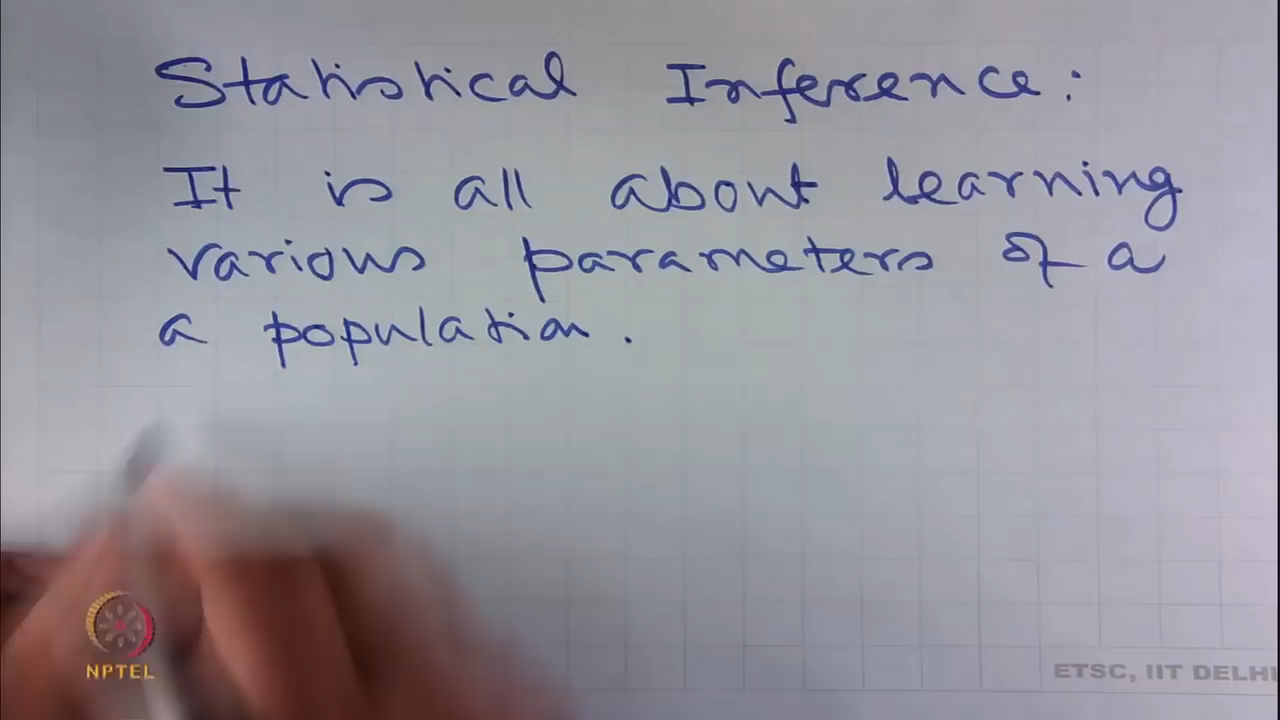 Statistical Inference:
It is all about learning
various parameters of a
a population.
NPTEL
ETSC, IIT DELHI